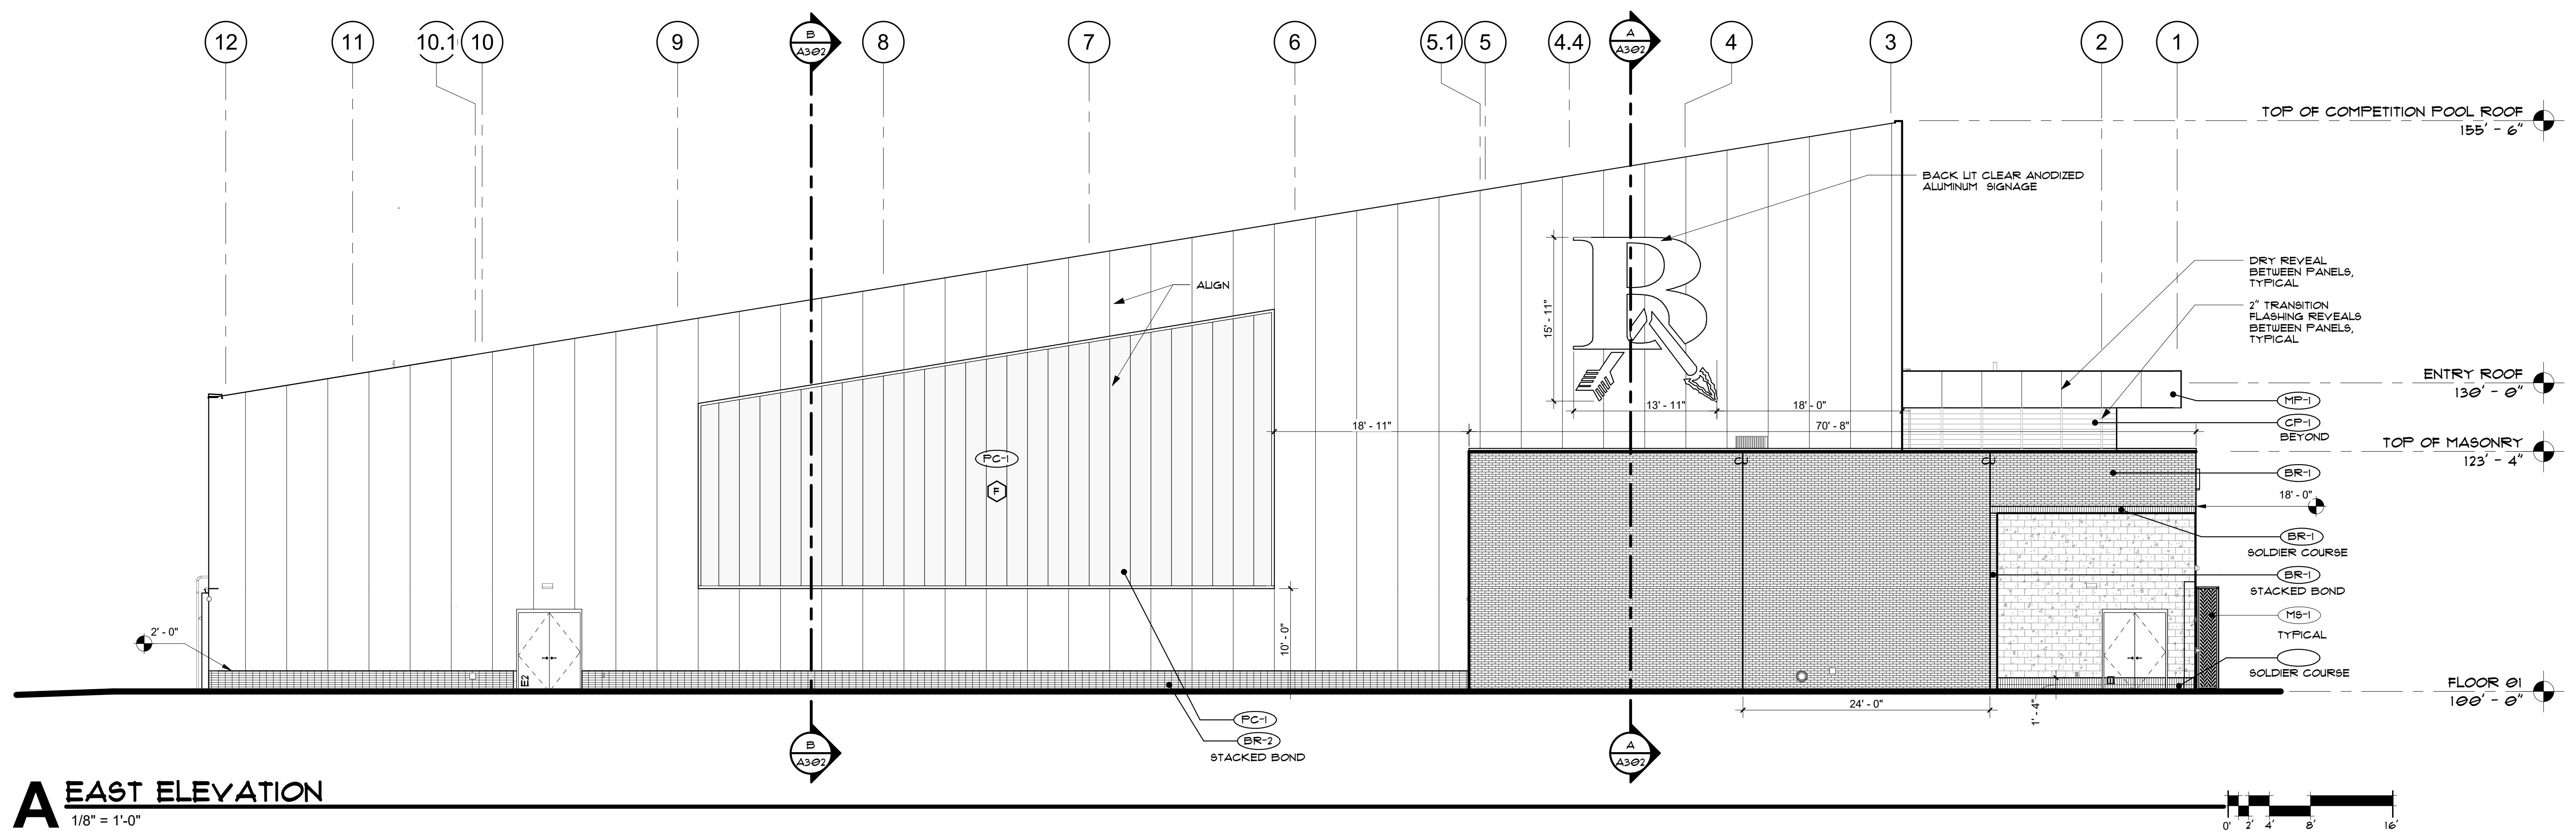 12
11
10.1
10
9
B
A302
8
7
6
5.1
5
4.4
A
A302
4
3
2
1
TOP OF COMPETITION POOL ROOF
155' - 6"
BACK LIT CLEAR ANODIZED
ALUMINUM SIGNAGE
B
DRY REVEAL
BETWEEN PANELS,
TYPICAL
ALIGN
2" TRANSITION
FLASHING REVEALS
BETWEEN PANELS,
TYPICAL
15' - 11"
ENTRY ROOF
130' - 0"
MP-1
13' - 11"
18' - 0"
18' - 11"
70' - 8"
CP-1
BEYOND
TOP OF MASONRY
123' - 4"
PC-1
F
CJ
CJ
BR-1
18' - 0"
BR-1
SOLDIER COURSE
BR-1
STACKED BOND
MS-1
TYPICAL
2' - 0"
10' - 0"
SOLDIER COURSE
E2
FLOOR 01
100' - 0"
24' - 0"
1' - 4"
PC-1
BR-2
STACKED BOND
B
A302
A
A302
A EAST ELEVATION
1/8" = 1'-0"
0' 2' 4' 8' 16'